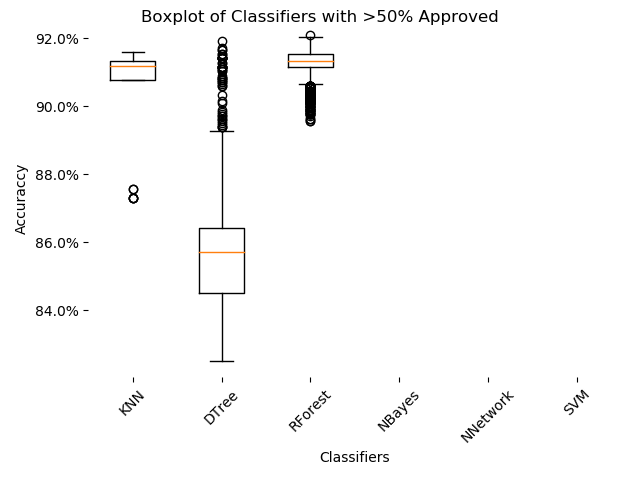 Boxplot of Classifiers with >50% Approved
92.0%
90.0%
88.0%
86.0%
84.0%
Accuraccy
KNN
DTree
RForest
NBayes
NNetwork
SVM
Classifiers